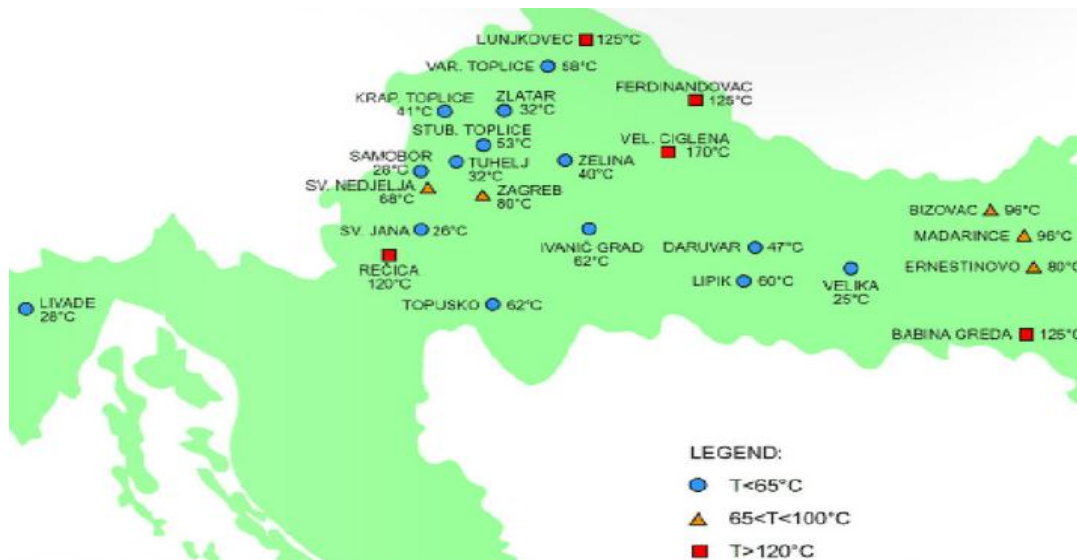 LUNJKOVEC 125°C
VAR. TOPLICE 58°C
FERDINANDOVAC
125°C
KRAP. TOPLICE
41°C
ZLATAR
32°C
STUB. TOPLICE
53°C
VEL. CIGLENA
170°C
SAMOBOR
28°C
TUHELJ
32°C
ZELINA
40°C
SV. NEDJELJA
68°C
ZAGREB
80°C
BIZOVAC 96°C
SV. JANA 26°C
IVANIĆ GRAD
62°C
MADARINCE 96°C
DARUVAR 47°C
REČICA
120°C
ERNESTINOVO 80°C
LIPIK 60°C
VELIKA
25°C
LIVADE
28°C
TOPUSKO 62°C
BABINA GREDA 125°C
LEGEND:
T<65°C
65<T<100°C
T>120°C